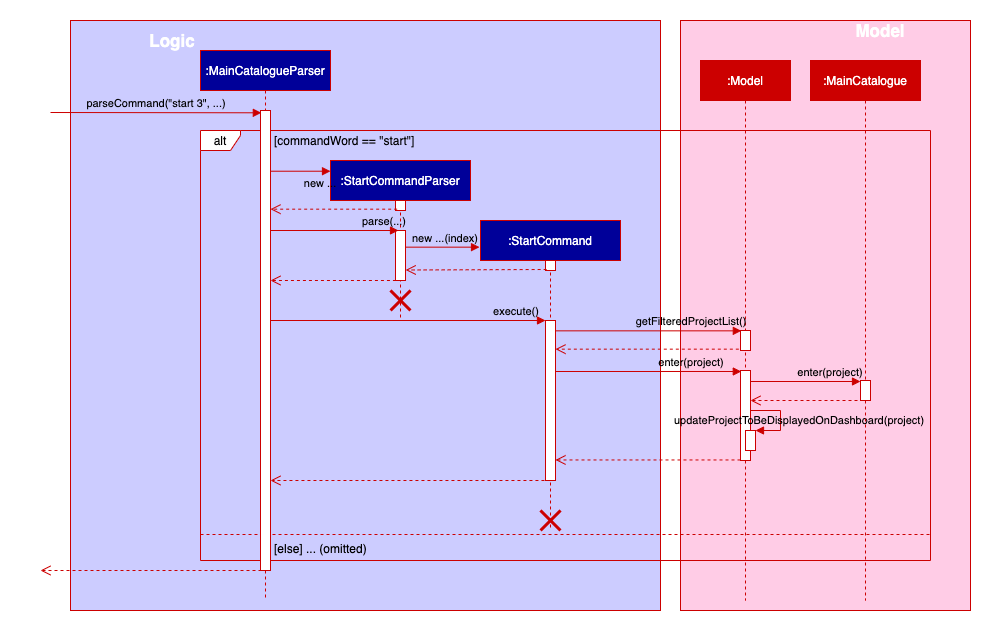 Logic
Model
:MainCatalogueParser
:Model
:MainCatalogue
parseCommand("start 3", ...)
alt
[commandWord == "start"]
:StartCommandParser
new .
parse(...)
new ...(index)
:StartCommand
execute()
getFilteredProjectList()
enter(project)
enter(project)
updateProjectToBeDisplayedOnDashboard(project)
[else] ... (omitted)